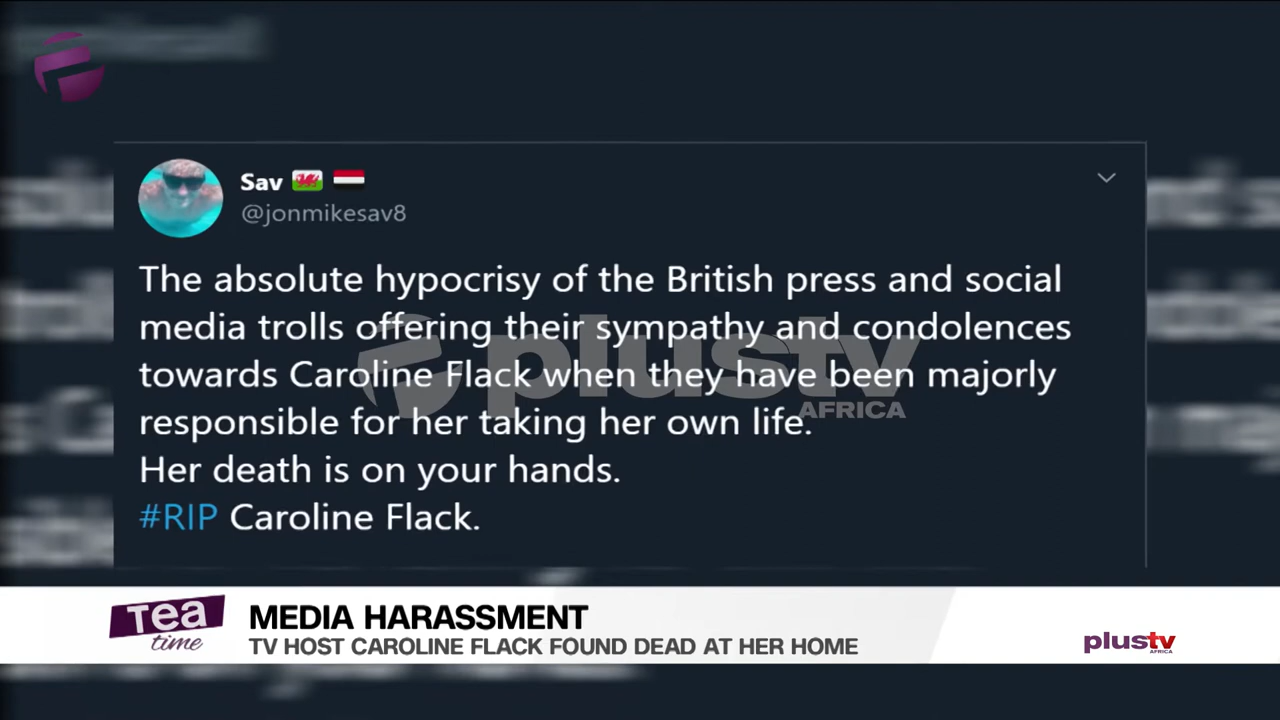 Sav
@jonmikesav8
The absolute hypocrisy of the British press and social
media trolls offering their sympathy and condolences
towards Caroline Flack when they have been majorly
responsible for her taking her own life.
Her death is on your hands.
#RIP Caroline Flack.
plustv
AFRICA
Tea
time
MEDIA HARASSMENT
TV HOST CAROLINE FLACK FOUND DEAD AT HER HOME
plustv
AFRICA